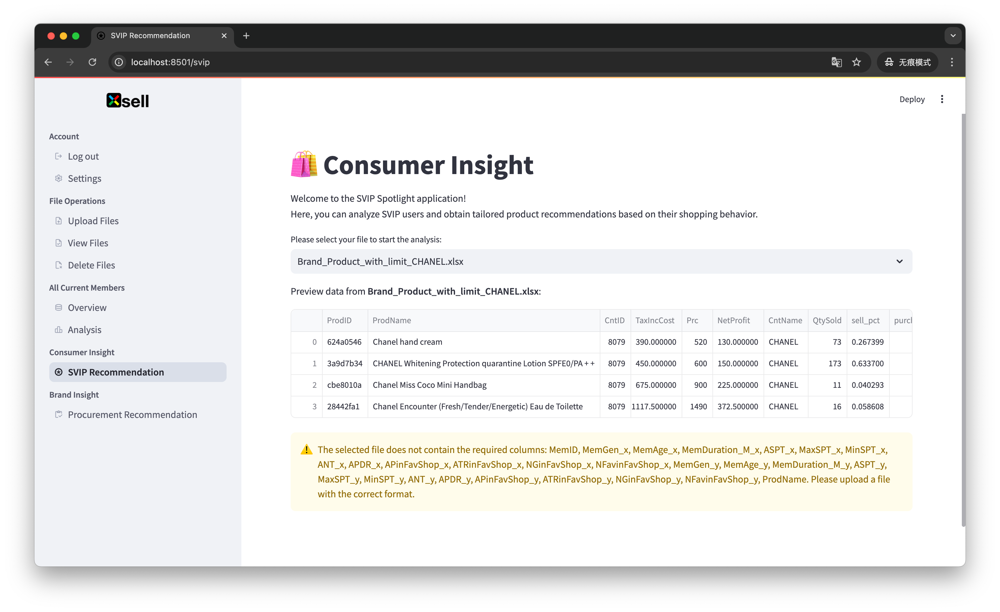 SVIP Recommendation
localhost:8501/svip
无痕模式
Xsell
Deploy
Account
Log out
Settings
File Operations
Upload Files
View Files
Delete Files
All Current Members
Overview
Analysis
Consumer Insight
SVIP Recommendation
Brand Insight
Procurement Recommendation
Consumer Insight
Welcome to the SVIP Spotlight application!
Here, you can analyze SVIP users and obtain tailored product recommendations based on their shopping behavior.
Please select your file to start the analysis:
Brand_Product_with_limit_CHANEL.xlsx
Preview data from Brand_Product_with_limit_CHANEL.xlsx:
ProdID ProdName CntID TaxIncCost Prc NetProfit CntName QtySold sell_pct
0 624a0546 Chanel hand cream 8079 390.000000 520 130.000000 CHANEL 73 0.267399
1 3a9d7b34 CHANEL Whitening Protection quarantine Lotion SPFE0/PA + + 8079 450.000000 600 150.000000 CHANEL 173 0.633700
2 cbe8010a Chanel Miss Coco Mini Handbag 8079 675.000000 900 225.000000 CHANEL 11 0.040293
3 28442fa1 Chanel Encounter (Fresh/Tender/Energetic) Eau de Toilette 8079 1117.500000 1490 372.500000 CHANEL 16 0.058608
The selected file does not contain the required columns: MemID, MemGen_x, MemAge_x, MemDuration_M_x, ASPT_x, MaxSPT_x, MinSPT_x,
ANT_x, APDR_x, APinFavShop_x, ATRinFavShop_x, NGinFavShop_x, NFavinFavShop_x, MemGen_y, MemAge_y, MemDuration_M_y, ASPT_y,
MaxSPT_y, MinSPT_y, ANT_y, APDR_y, APinFavShop_y, ATRinFavShop_y, NGinFavShop_y, NFavinFavShop_y, ProdName. Please upload a file
with the correct format.